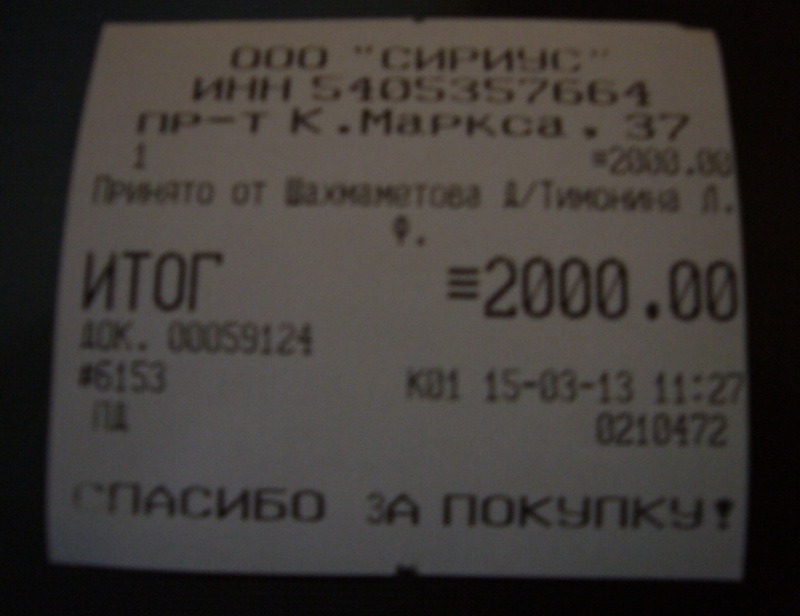 ООО "СИРИУС"
ИНН 5405357664
пр-т К.Маркса, 37
1 ≡2000.00
Принято от Шахмаметова Д/Тимонина Л.
Ф.
ИТОГ ≡2000.00
ДОК. 00059124
#6153 К01 15-03-13 11:27
ПД 0210472
СПАСИБО ЗА ПОКУПКУ!